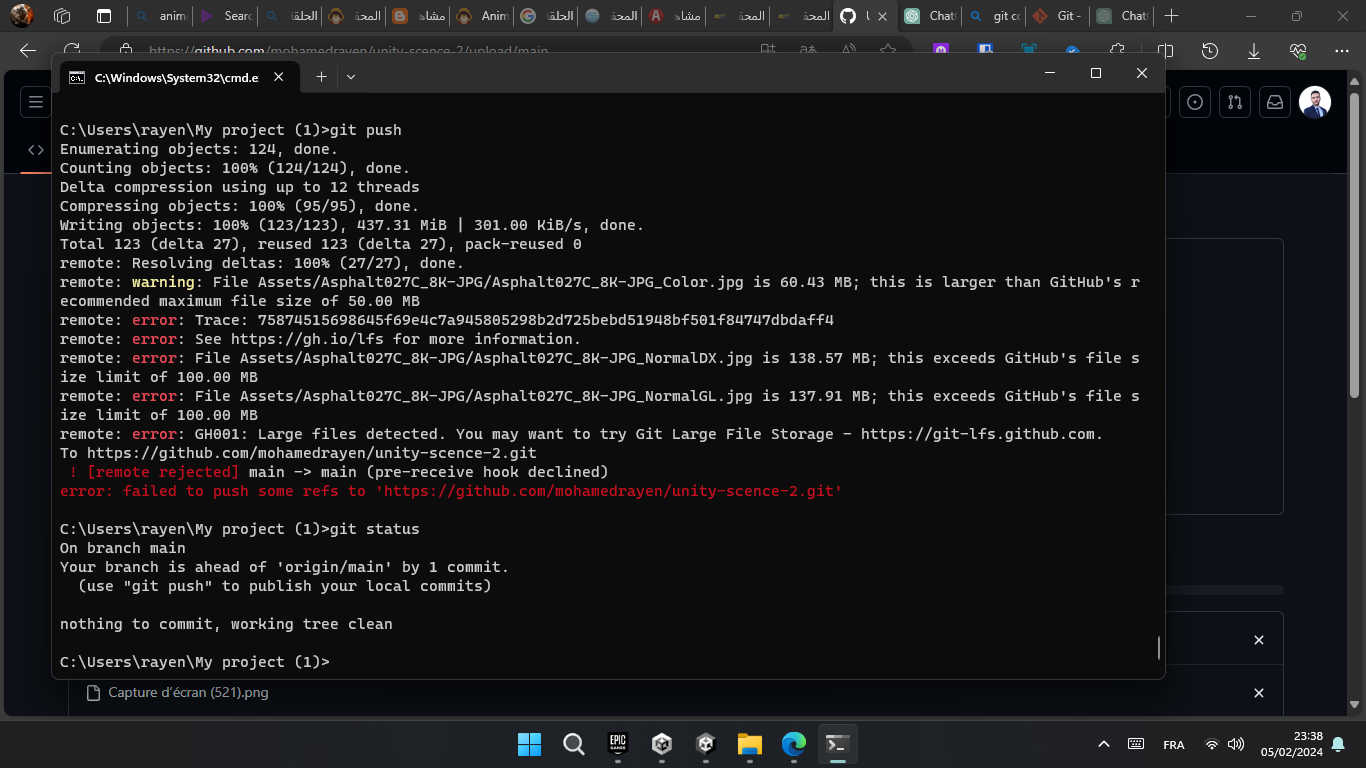 anim
Searc
الحلقا
المحة
مشاه
Anim
الحلقا
المحة
مشاه
المحة
المحة
U
Chat
git co
Git -
Chat
https://github.com/mohamedrayen/unity-scence-2/upload/main
C:\Windows\System32\cmd.e
C:\Users\rayen\My project (1)>git push
Enumerating objects: 124, done.
Counting objects: 100% (124/124), done.
Delta compression using up to 12 threads
Compressing objects: 100% (95/95), done.
Writing objects: 100% (123/123), 437.31 MiB | 301.00 KiB/s, done.
Total 123 (delta 27), reused 123 (delta 27), pack-reused 0
remote: Resolving deltas: 100% (27/27), done.
remote: warning: File Assets/Asphalt027C_8K-JPG/Asphalt027C_8K-JPG_Color.jpg is 60.43 MB; this is larger than GitHub's r
ecommended maximum file size of 50.00 MB
remote: error: Trace: 75874515698645f69e4c7a945805298b2d725bebd51948bf501f84747dbdaff4
remote: error: See https://gh.io/lfs for more information.
remote: error: File Assets/Asphalt027C_8K-JPG/Asphalt027C_8K-JPG_NormalDX.jpg is 138.57 MB; this exceeds GitHub's file s
ize limit of 100.00 MB
remote: error: File Assets/Asphalt027C_8K-JPG/Asphalt027C_8K-JPG_NormalGL.jpg is 137.91 MB; this exceeds GitHub's file s
ize limit of 100.00 MB
remote: error: GH001: Large files detected. You may want to try Git Large File Storage - https://git-lfs.github.com.
To https://github.com/mohamedrayen/unity-scence-2.git
! [remote rejected] main -> main (pre-receive hook declined)
error: failed to push some refs to 'https://github.com/mohamedrayen/unity-scence-2.git'
C:\Users\rayen\My project (1)>git status
On branch main
Your branch is ahead of 'origin/main' by 1 commit.
(use "git push" to publish your local commits)
nothing to commit, working tree clean
C:\Users\rayen\My project (1)>
Capture d'écran (521).png
EPIC
GAMES
FRA
23:38
05/02/2024